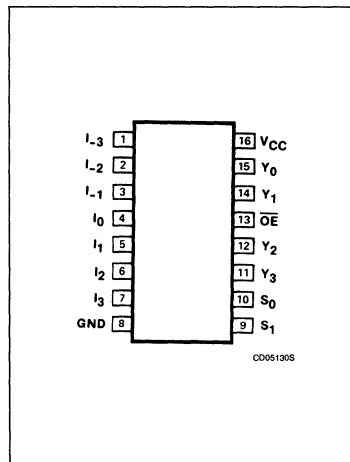 I-3 1 16 VCC
I-2 2 15 Y0
I-1 3 14 Y1
I0 4 13 OE
I1 5 12 Y2
I2 6 11 Y3
I3 7 10 S0
GND 8 9 S1
CD05130S